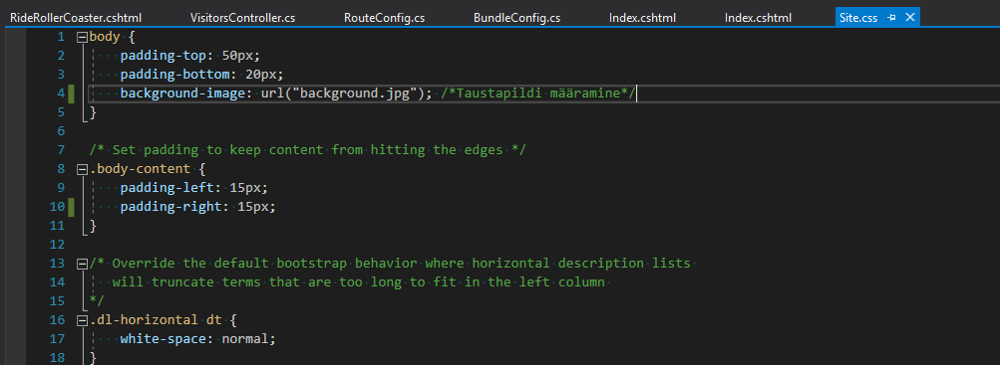 RideRollerCoaster.cshtml VisitorsController.cs RouteConfig.cs BundleConfig.cs Index.cshtml Index.cshtml Site.css
1 body {
2 padding-top: 50px;
3 padding-bottom: 20px;
4 background-image: url("background.jpg"); /*Taustapildi määramine*/
5 }
6
7 /* Set padding to keep content from hitting the edges */
8 .body-content {
9 padding-left: 15px;
10 padding-right: 15px;
11 }
12
13 /* Override the default bootstrap behavior where horizontal description lists
14 will truncate terms that are too long to fit in the left column
15 */
16 .dl-horizontal dt {
17 white-space: normal;
18 }